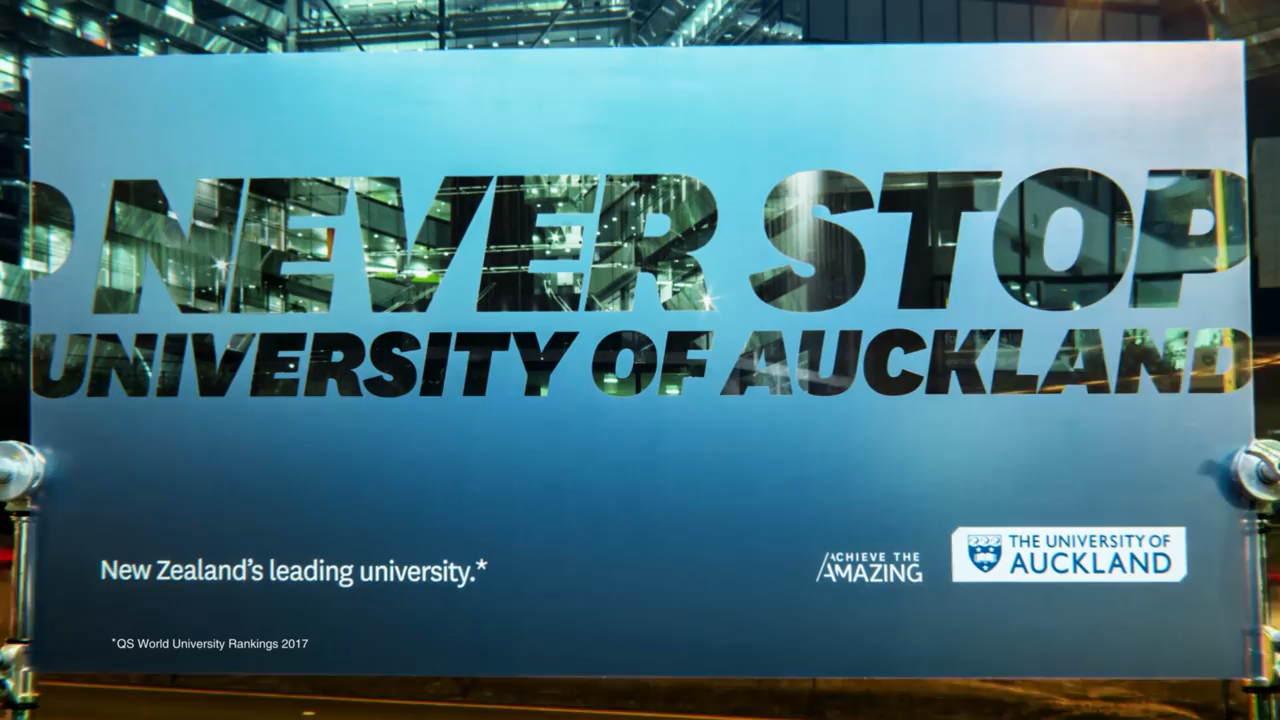 P NEVER STOP
UNIVERSITY OF AUCKLAND
New Zealand's leading university.*
ACHIEVE THE
AMAZING
THE UNIVERSITY OF
AUCKLAND
*QS World University Rankings 2017